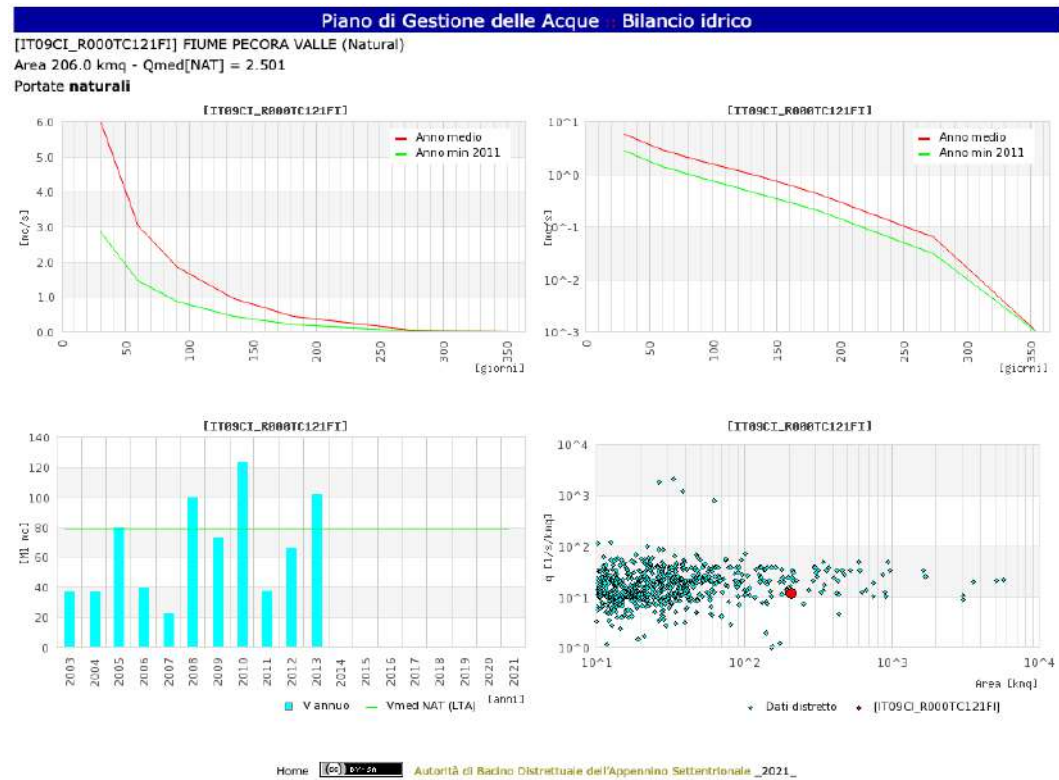 Piano di Gestione delle Acque :: Bilancio idrico
[IT09CI_R000TC121FI] FIUME PECORA VALLE (Natural)
Area 206.0 kmq - Qmed[NAT] = 2.501
Portate naturali
[IT09CI_R000TC121FI]
6.0
5.0
4.0
3.0
2.0
1.0
0.0
[mc/s]
Anno medio
Anno min 2011
0 50 100 150 200 250 300 350
[giorni]
[IT09CI_R000TC121FI]
10^1
10^0
10^-1
10^-2
10^-3
[mc/s]
Anno medio
Anno min 2011
0 50 100 150 200 250 300 350
[giorni]
[IT09CI_R000TC121FI]
140
120
100
80
60
40
20
0
[Ml mc]
2003 2004 2005 2006 2007 2008 2009 2010 2011 2012 2013 2014 2015 2016 2017 2018 2019 2020 2021
[anni]
V annuo Vmed NAT (LTA)
[IT09CI_R000TC121FI]
10^4
10^3
10^2
10^1
10^0
q [l/s/kmq]
10^1 10^2 10^3 10^4
Area [kmq]
Dati distretto [IT09CI_R000TC121FI]
Home (cc) BY-SA Autorità di Bacino Distrettuale dell'Appennino Settentrionale _2021_